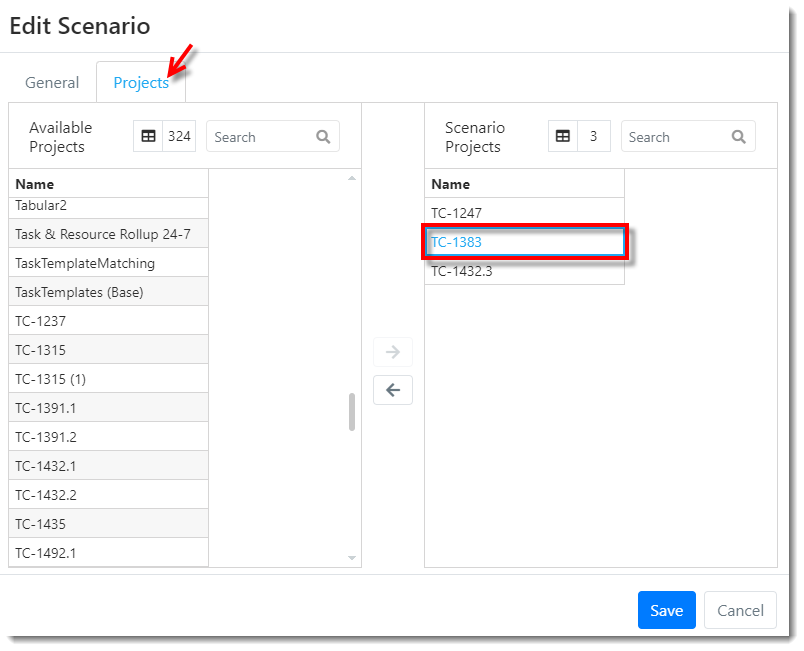 Edit Scenario
General
Projects
Available
Projects
324
Search
Name
Tabular2
Task & Resource Rollup 24-7
TaskTemplateMatching
TaskTemplates (Base)
TC-1237
TC-1315
TC-1315 (1)
TC-1391.1
TC-1391.2
TC-1432.1
TC-1432.2
TC-1435
TC-1492.1
Scenario
Projects
3
Search
Name
TC-1247
TC-1383
TC-1432.3
Save
Cancel